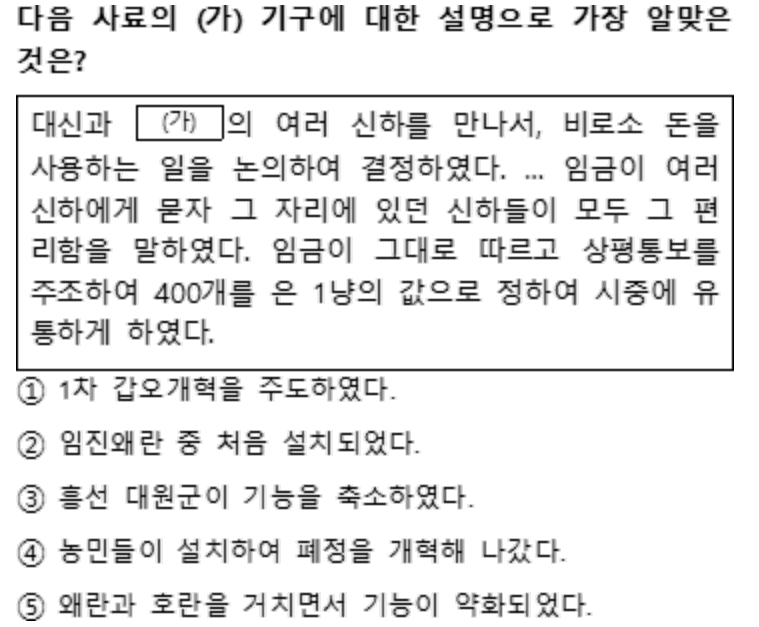 다음 사료의 (가) 기구에 대한 설명으로 가장 알맞은
것은?
대신과 (가) 의 여러 신하를 만나서, 비로소 돈을
사용하는 일을 논의하여 결정하였다. ... 임금이 여러
신하에게 묻자 그 자리에 있던 신하들이 모두 그 편
리함을 말하였다. 임금이 그대로 따르고 상평통보를
주조하여 400개를 은 1냥의 값으로 정하여 시중에 유
통하게 하였다.
① 1차 갑오개혁을 주도하였다.
② 임진왜란 중 처음 설치되었다.
③ 흥선 대원군이 기능을 축소하였다.
④ 농민들이 설치하여 폐정을 개혁해 나갔다.
⑤ 왜란과 호란을 거치면서 기능이 약화되었다.